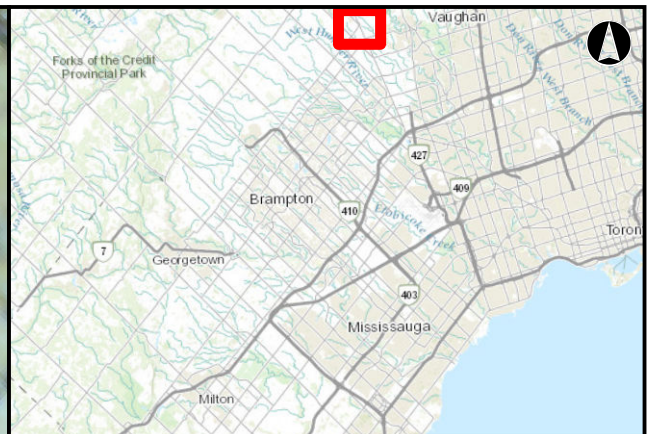 Vaughan
West Humber River
Don River West Branch
Forks of the Credit
Provincial Park
427
409
Brampton
410
Etobicoke Creek
Toron
7
Georgetown
403
Mississauga
Milton